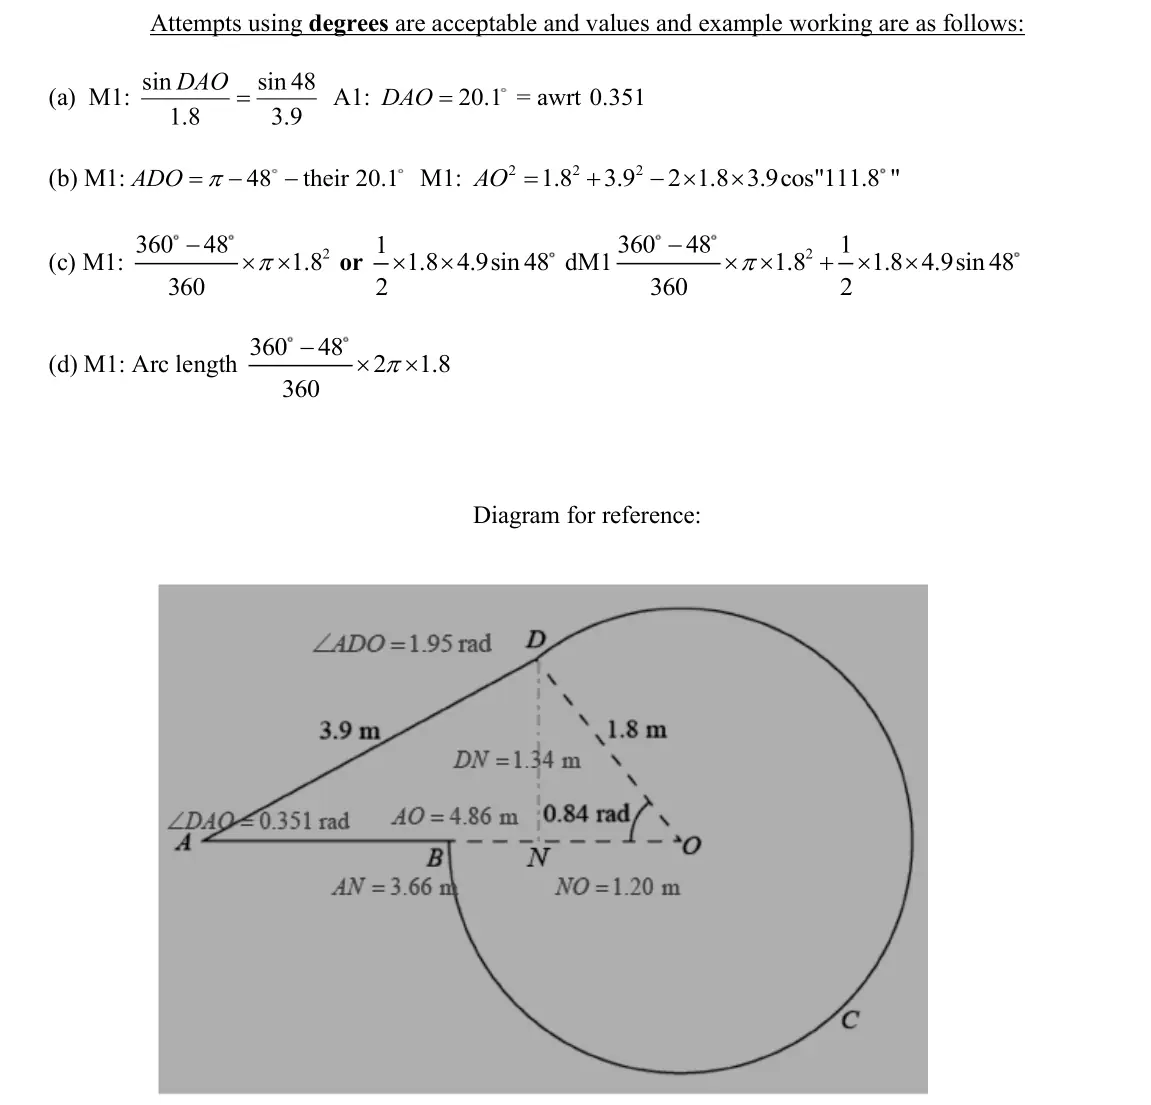 Attempts using degrees are acceptable and values and example working are as follows:
(a) M1: sin DAO / 1.8 = sin 48 / 3.9 A1: DAO = 20.1° = awrt 0.351
(b) M1: ADO = π − 48° − their 20.1° M1: AO² = 1.8² + 3.9² − 2×1.8×3.9cos"111.8°"
(c) M1: 360° − 48° / 360 × π × 1.8² or 1/2 × 1.8 × 4.9 sin 48° dM1 360° − 48° / 360 × π × 1.8² + 1/2 × 1.8 × 4.9 sin 48°
(d) M1: Arc length 360° − 48° / 360 × 2π × 1.8
Diagram for reference:
∠ADO = 1.95 rad D
3.9 m 1.8 m
DN = 1.34 m
∠DAO = 0.351 rad AO = 4.86 m 0.84 rad
A O
B N
AN = 3.66 m NO = 1.20 m
C